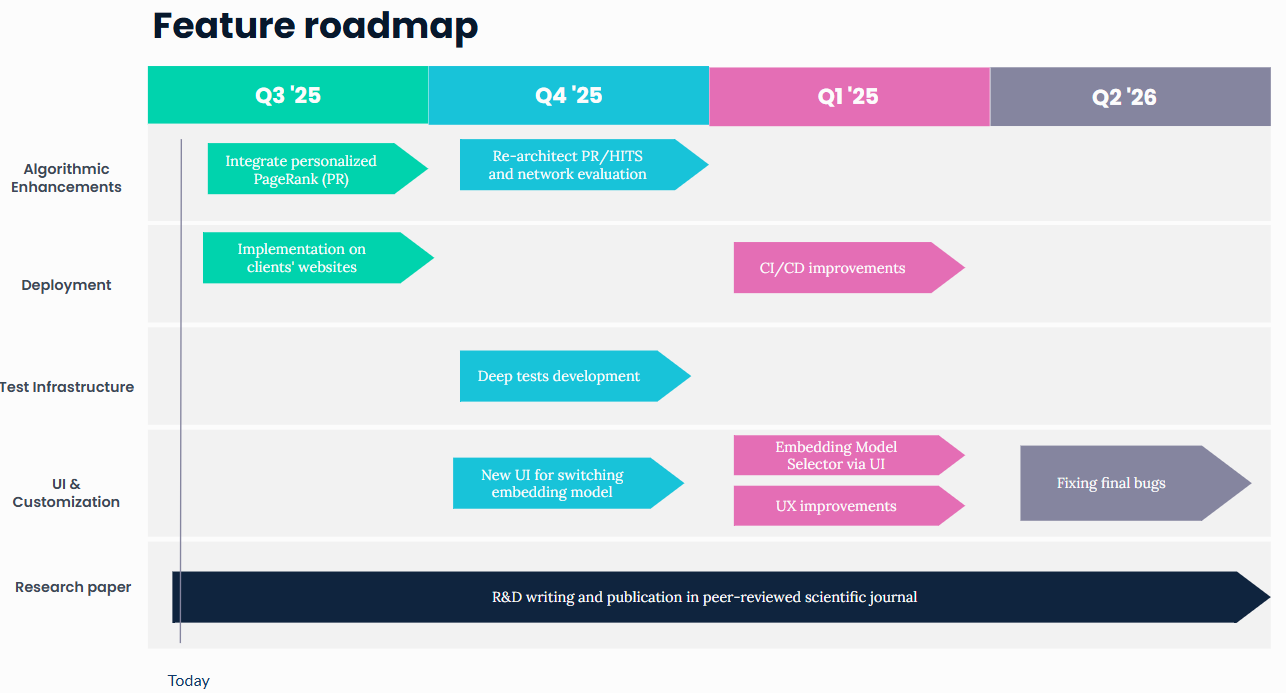 Feature roadmap
Q3 '25
Q4 '25
Q1 '25
Q2 '26
Algorithmic
Enhancements
Integrate personalized
PageRank (PR)
Re-architect PR/HITS
and network evaluation
Deployment
Implementation on
clients' websites
CI/CD improvements
Test Infrastructure
Deep tests development
UI &
Customization
New UI for switching
embedding model
Embedding Model
Selector via UI
UX improvements
Fixing final bugs
Research paper
R&D writing and publication in peer-reviewed scientific journal
Today